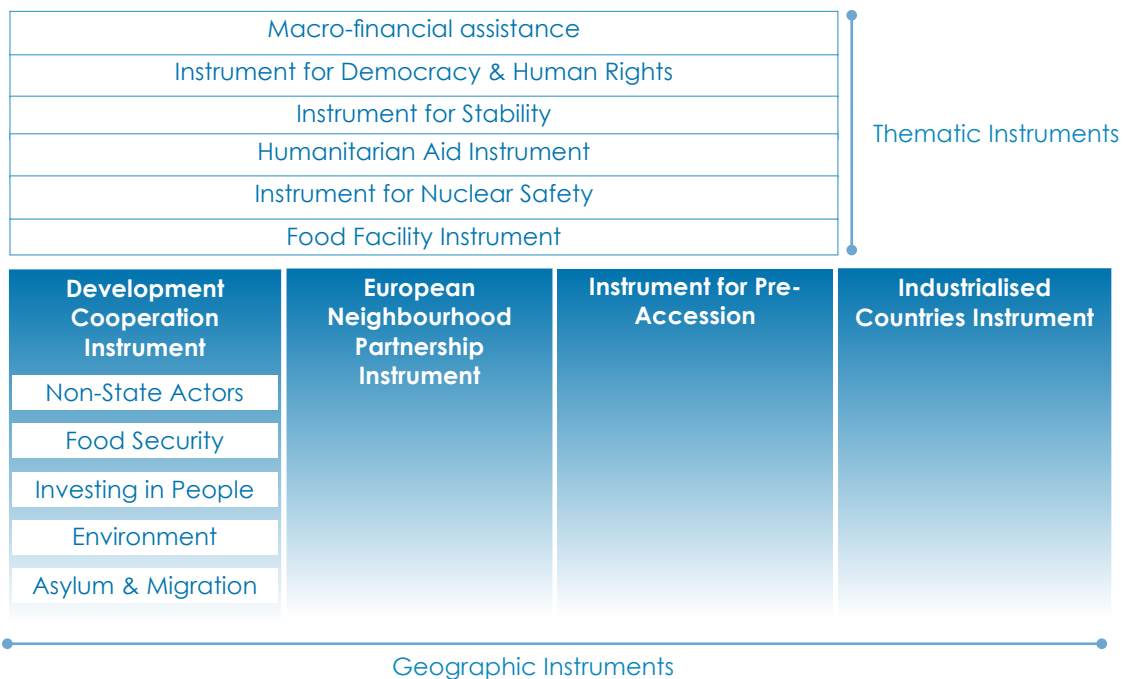 Macro-financial assistance
Instrument for Democracy & Human Rights
Instrument for Stability
Humanitarian Aid Instrument
Instrument for Nuclear Safety
Food Facility Instrument
Thematic Instruments
Development
Cooperation
Instrument
Non-State Actors
Food Security
Investing in People
Environment
Asylum & Migration
European
Neighbourhood
Partnership
Instrument
Instrument for Pre-
Accession
Industrialised
Countries Instrument
Geographic Instruments